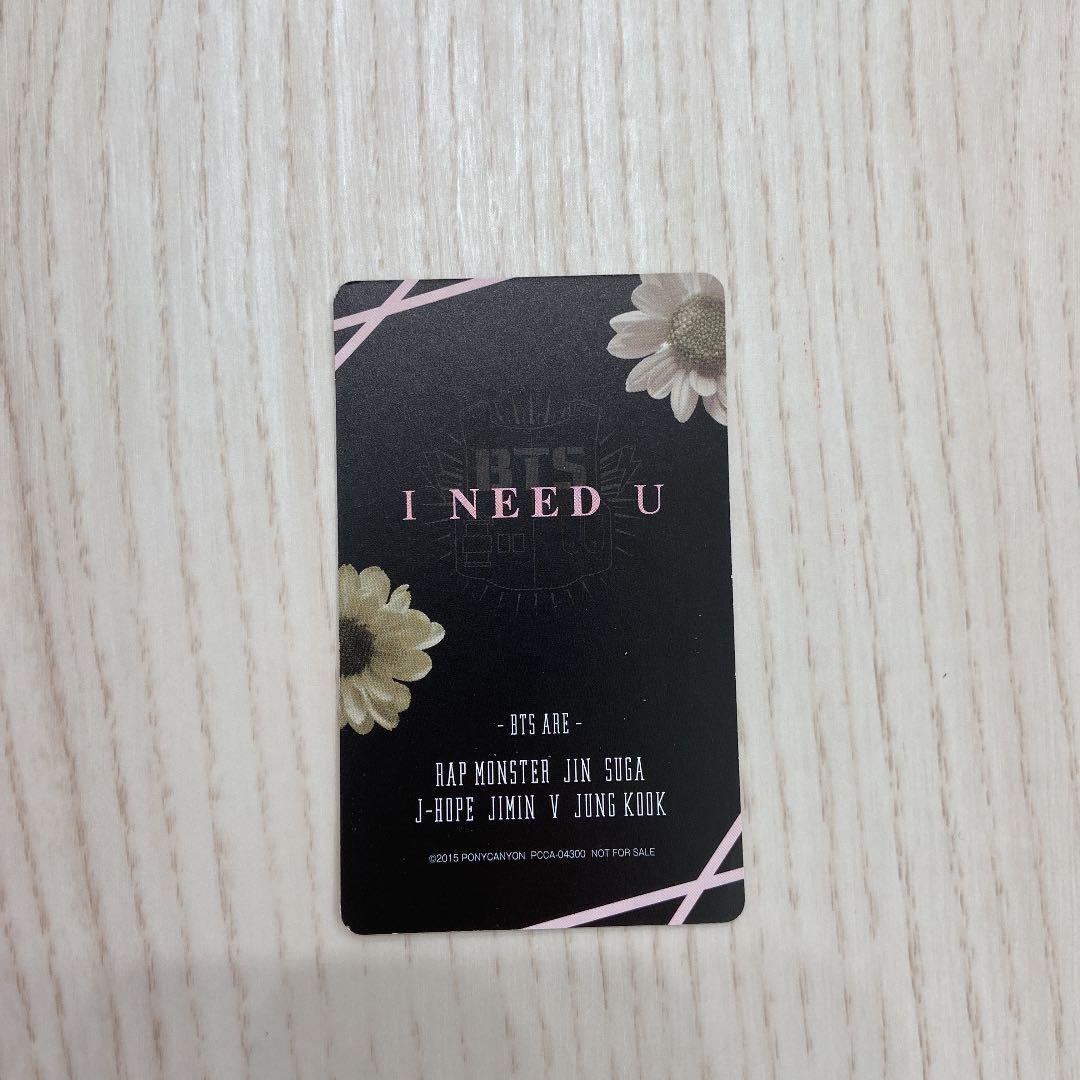 BTS
I NEED U
- BTS ARE -
RAP MONSTER JIN SUGA
J-HOPE JIMIN V JUNG KOOK
©2015 PONYCANYON PCCA-04300 NOT FOR SALE